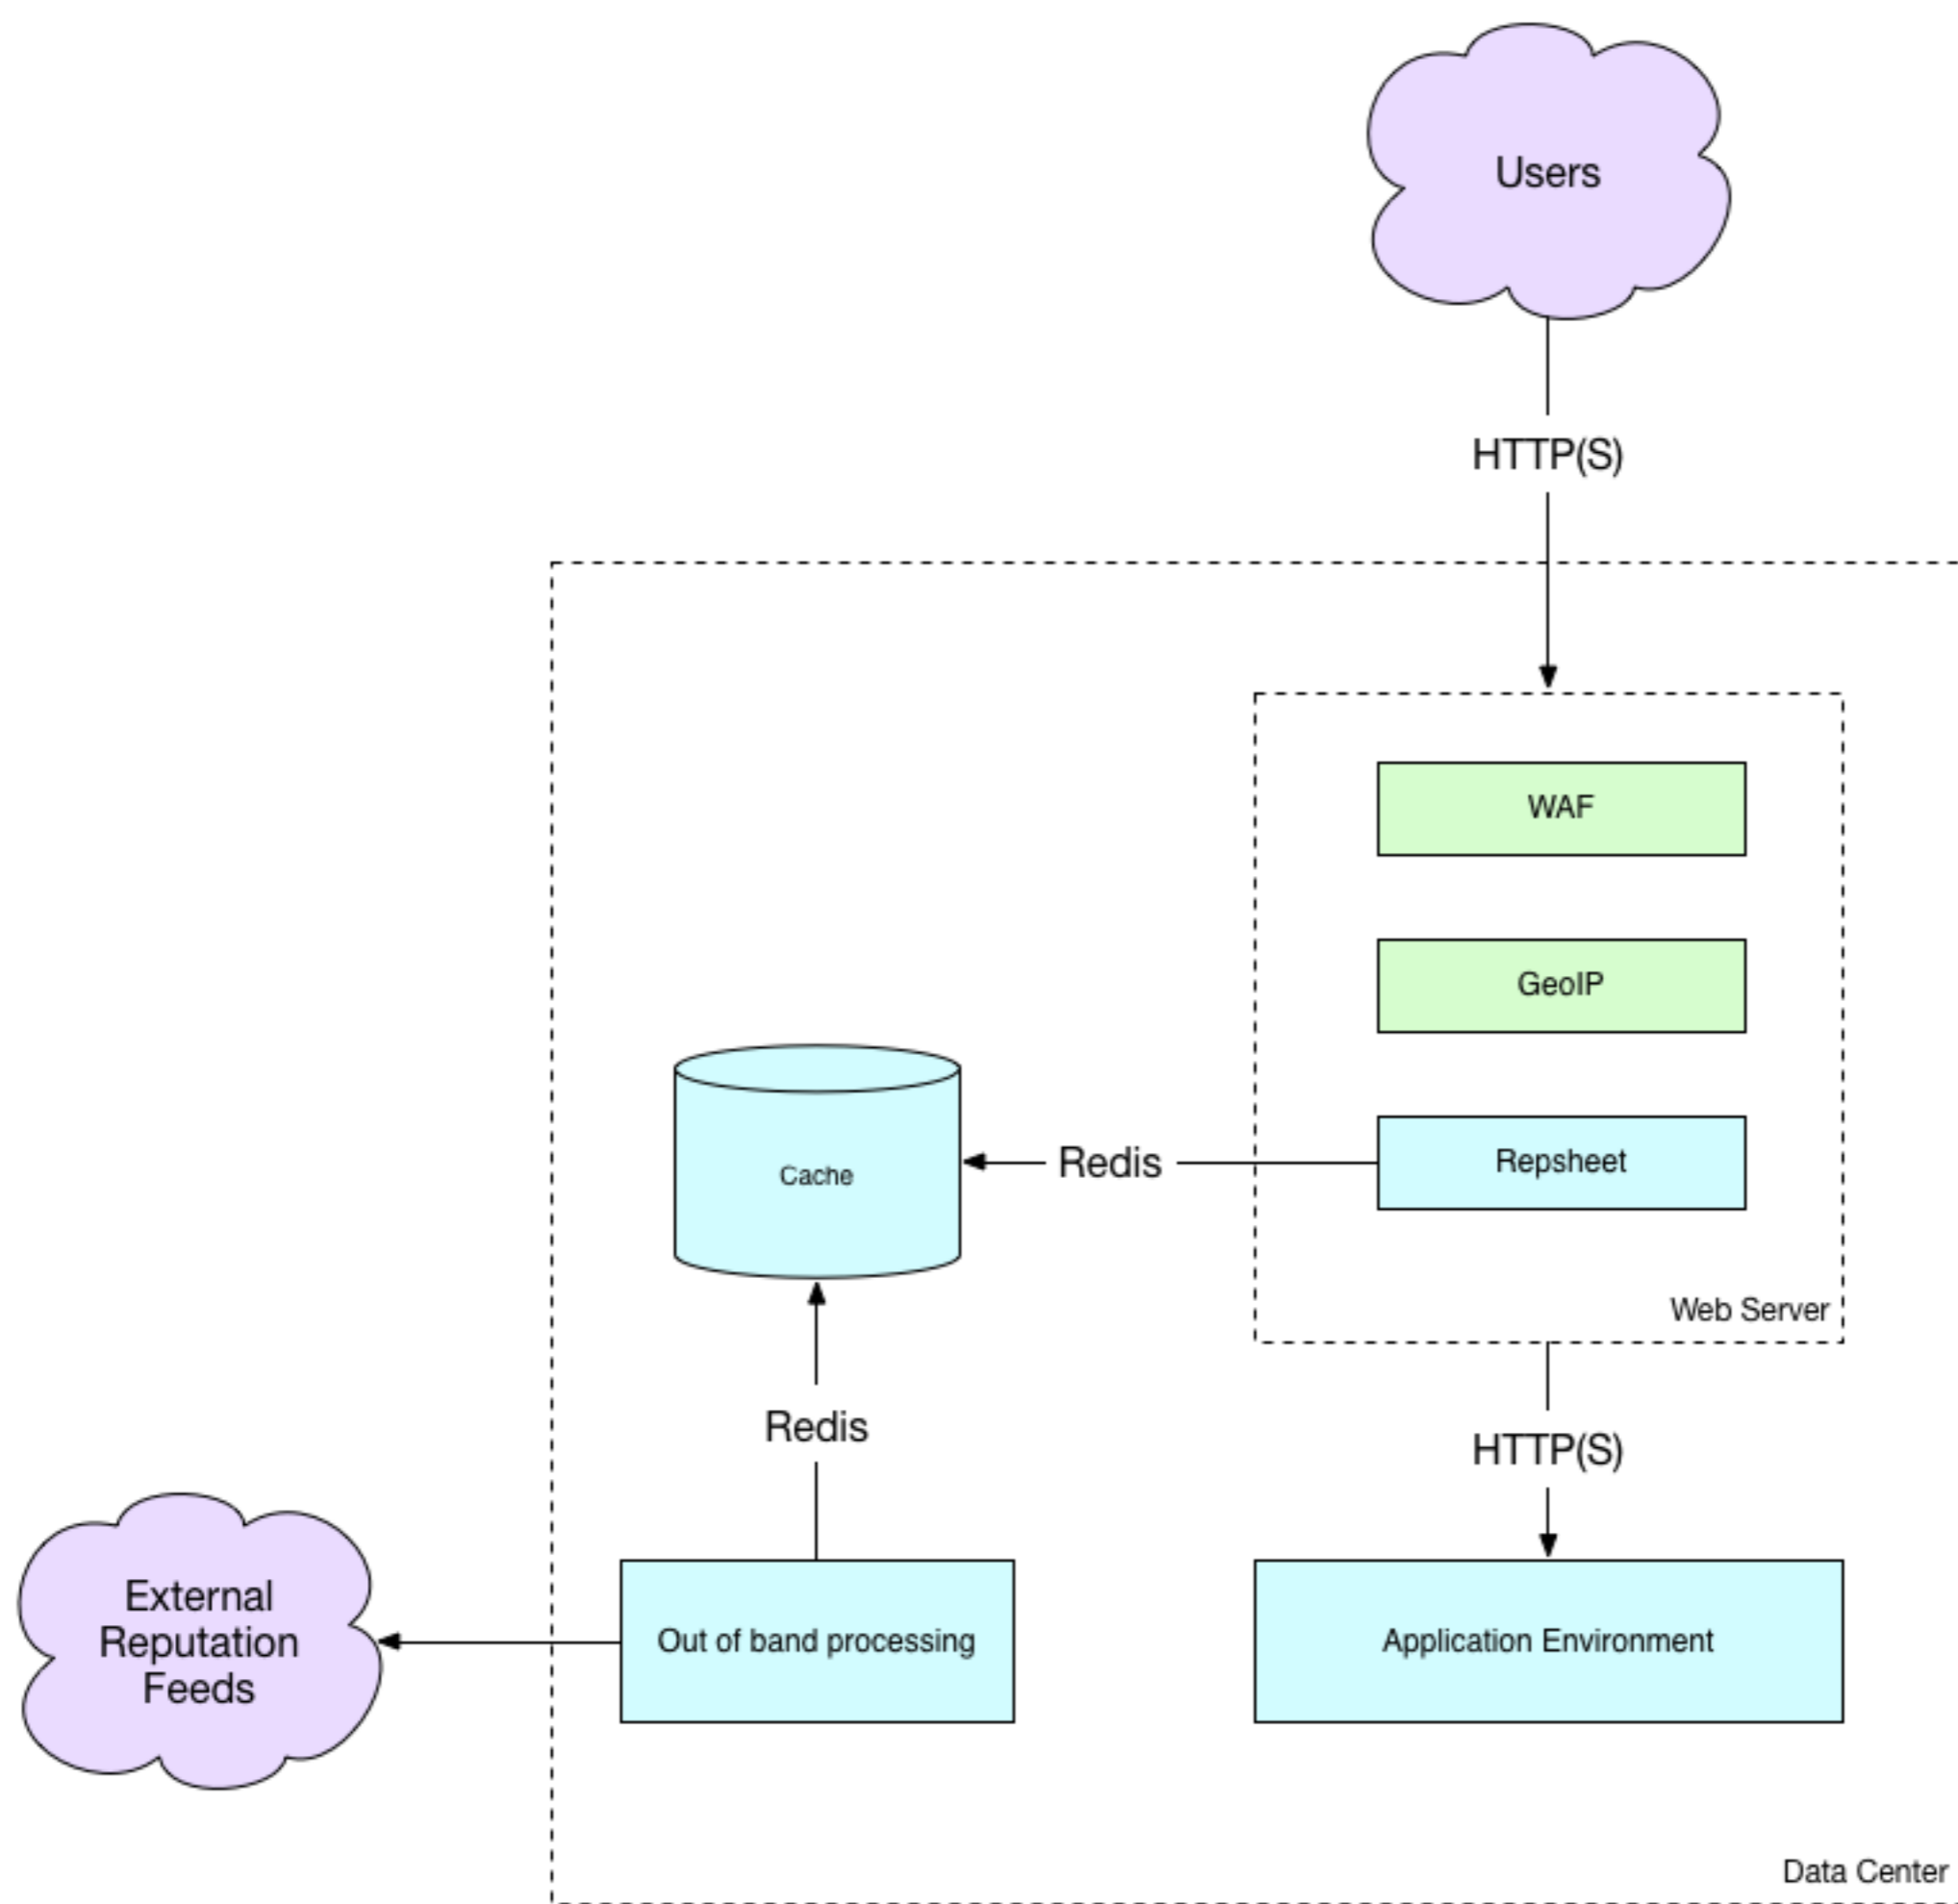 Users
HTTP(S)
WAF
GeoIP
Cache
Redis
Repsheet
Web Server
Redis
HTTP(S)
External
Reputation
Feeds
Out of band processing
Application Environment
Data Center